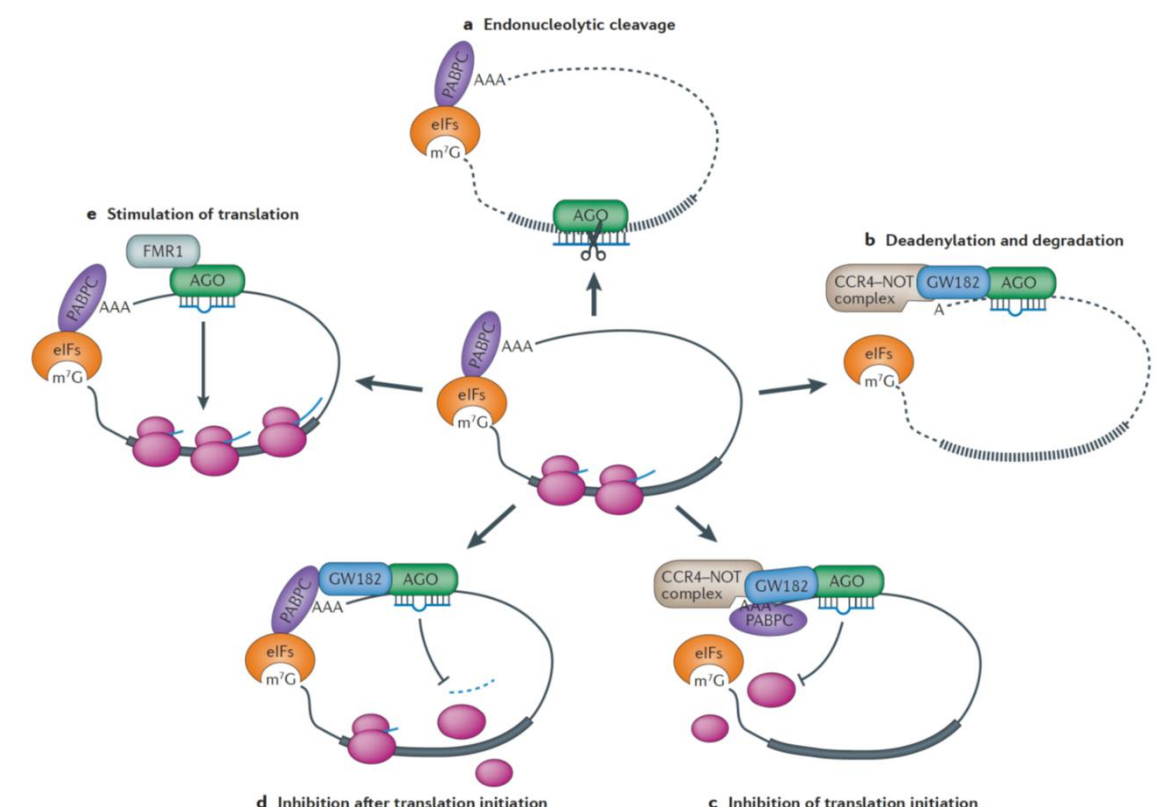 a Endonucleolytic cleavage
PABPC
AAA
eIFs
m⁷G
AGO
e Stimulation of translation
FMR1
AGO
PABPC
AAA
eIFs
m⁷G
b Deadenylation and degradation
CCR4–NOT
complex
GW182
AGO
A
eIFs
m⁷G
PABPC
AAA
eIFs
m⁷G
GW182
AGO
PABPC
AAA
eIFs
m⁷G
d Inhibition after translation initiation
CCR4–NOT
complex
GW182
AGO
AAA
PABPC
eIFs
m⁷G
c Inhibition of translation initiation